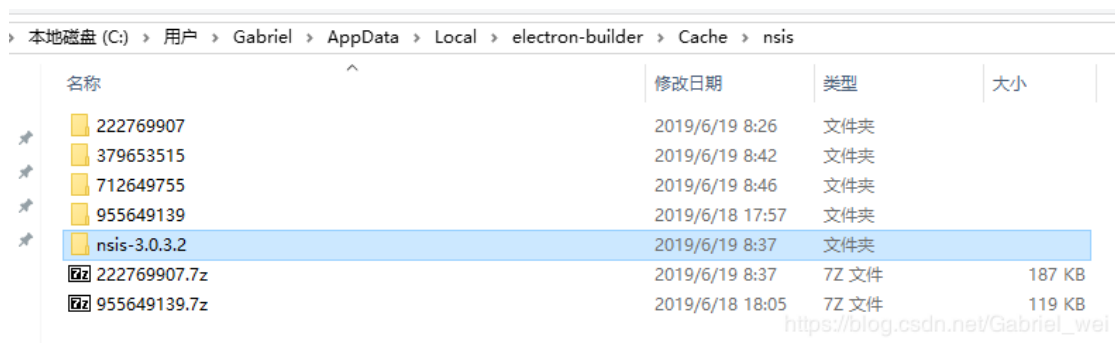 本地磁盘 (C:) › 用户 › Gabriel › AppData › Local › electron-builder › Cache › nsis
名称 修改日期 类型 大小
222769907 2019/6/19 8:26 文件夹
379653515 2019/6/19 8:42 文件夹
712649755 2019/6/19 8:46 文件夹
955649139 2019/6/18 17:57 文件夹
nsis-3.0.3.2 2019/6/19 8:37 文件夹
7z 222769907.7z 2019/6/19 8:37 7Z 文件 187 KB
7z 955649139.7z 2019/6/18 18:05 7Z 文件 119 KB
https://blog.csdn.net/Gabriel_wei